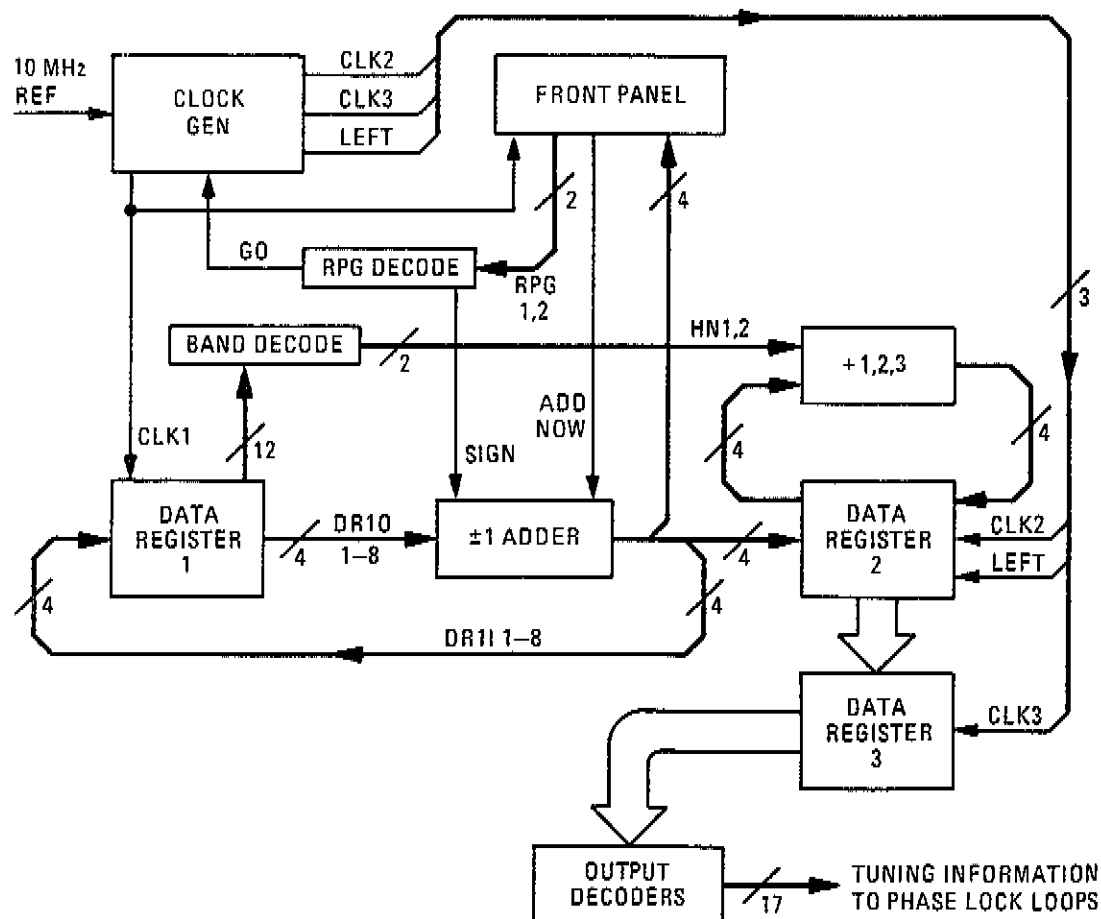 10 MHz
REF
CLOCK
GEN
CLK2
CLK3
LEFT
FRONT PANEL
2
4
3
GO
RPG DECODE
RPG
1,2
BAND DECODE
2
HN1,2
+1,2,3
ADD
NOW
4
4
CLK1
12
SIGN
DATA
REGISTER
1
4
DR10
1–8
±1 ADDER
4
DATA
REGISTER
2
CLK2
LEFT
4
4
DR1I 1–8
DATA
REGISTER
3
CLK3
OUTPUT
DECODERS
17
TUNING INFORMATION
TO PHASE LOCK LOOPS